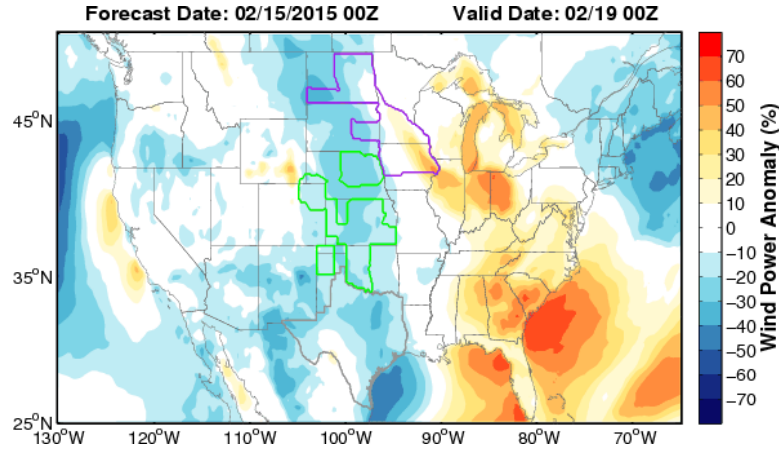 Forecast Date: 02/15/2015 00Z Valid Date: 02/19 00Z
45°N
35°N
25°N
130°W 120°W 110°W 100°W 90°W 80°W 70°W
70
60
50
40
30
20
10
0
−10
−20
−30
−40
−50
−60
−70
Wind Power Anomaly (%)